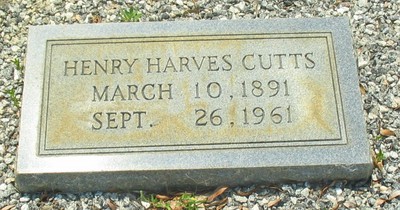 HENRY HARVES CUTTS
MARCH 10, 1891
SEPT. 26, 1961